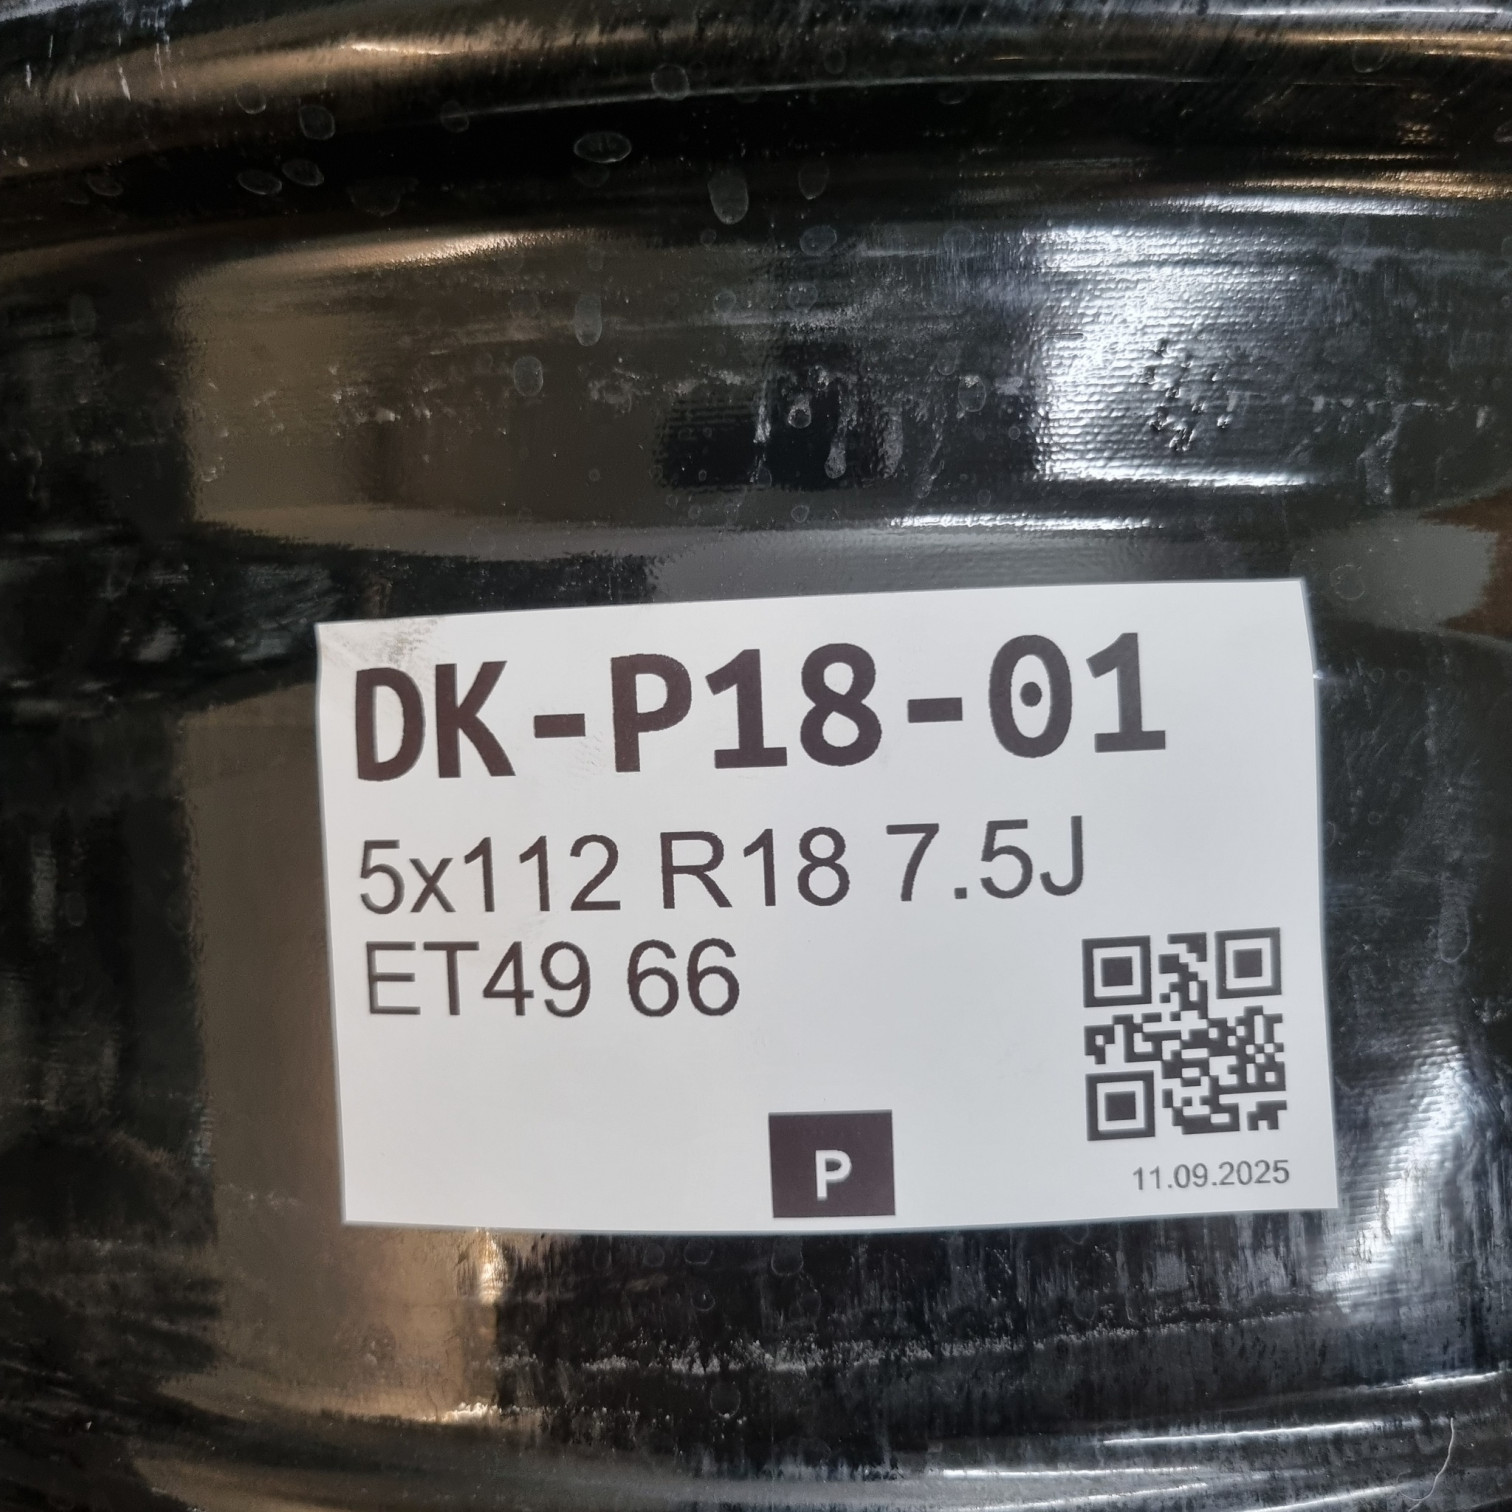 DK-P18-01
5x112 R18 7.5J
ET49 66
P
11.09.2025